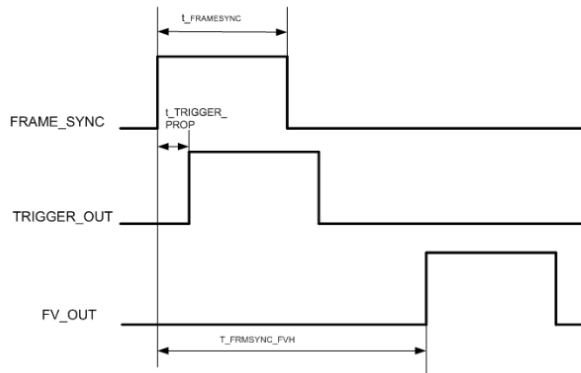 t_FRAMESYNC
FRAME_SYNC
t_TRIGGER_
PROP
TRIGGER_OUT
FV_OUT
T_FRMSYNC_FVH